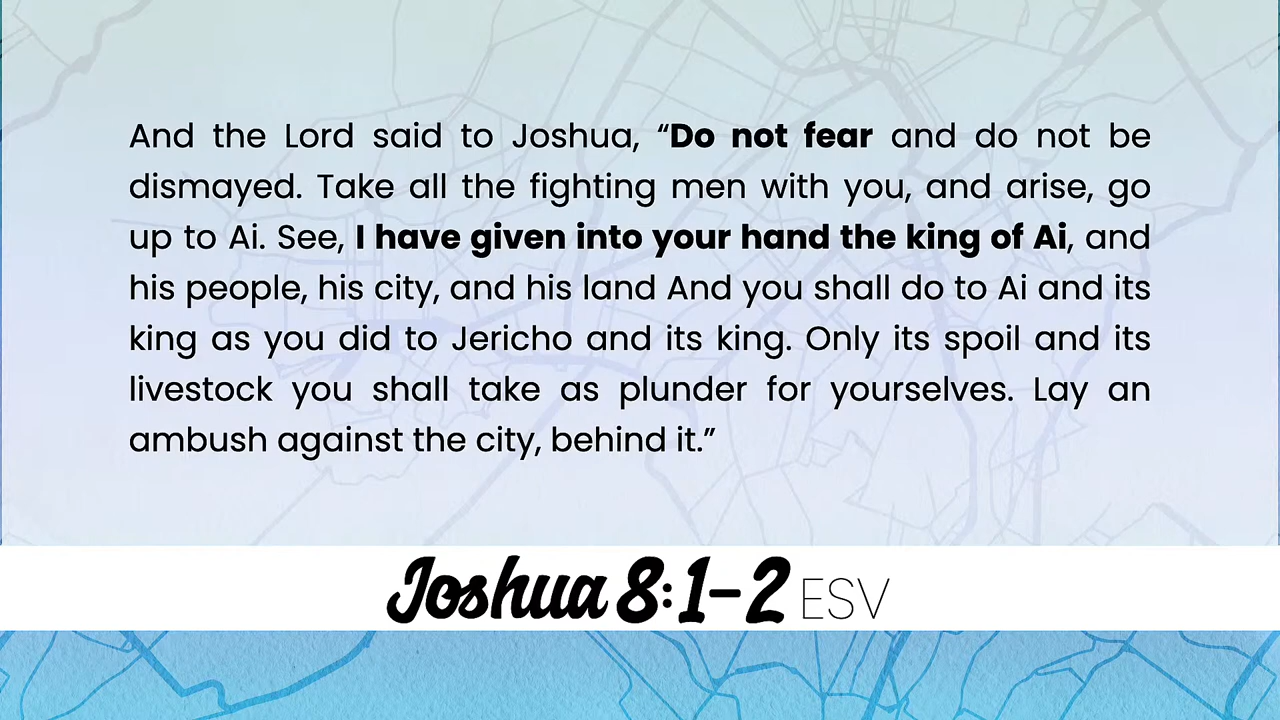 And the Lord said to Joshua, “Do not fear and do not be
dismayed. Take all the fighting men with you, and arise, go
up to Ai. See, I have given into your hand the king of Ai, and
his people, his city, and his land And you shall do to Ai and its
king as you did to Jericho and its king. Only its spoil and its
livestock you shall take as plunder for yourselves. Lay an
ambush against the city, behind it.”
Joshua 8:1-2 ESV